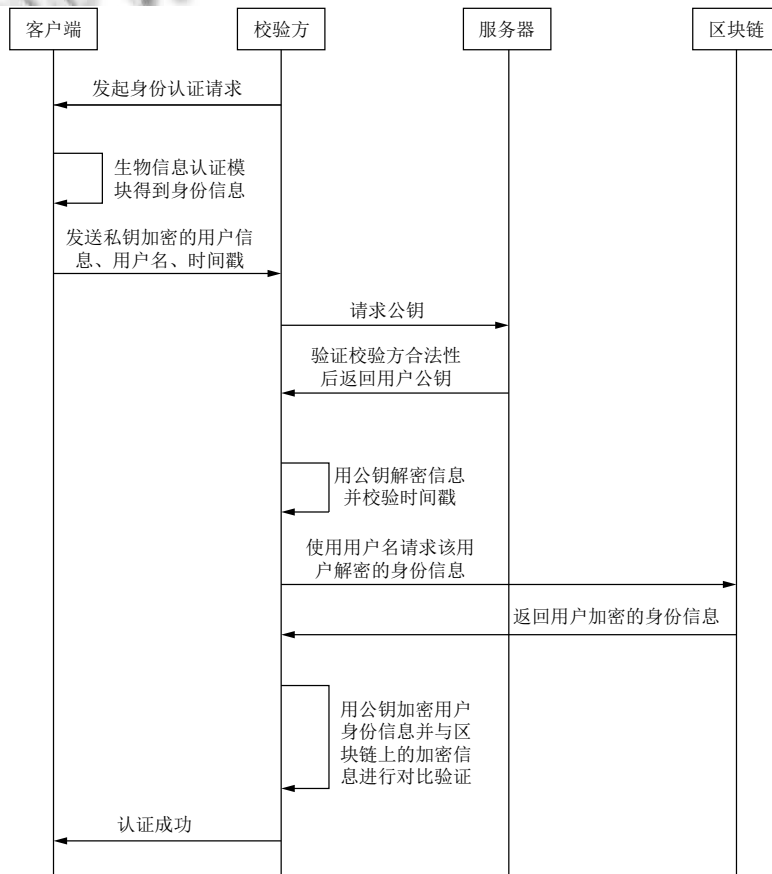 客户端
校验方
服务器
区块链
发起身份认证请求
生物信息认证模
块得到身份信息
发送私钥加密的用户信
息、用户名、时间戳
请求公钥
验证校验方合法性
后返回用户公钥
用公钥解密信息
并校验时间戳
使用用户名请求该用
户解密的身份信息
返回用户加密的身份信息
用公钥加密用户
身份信息并与区
块链上的加密信
息进行对比验证
认证成功